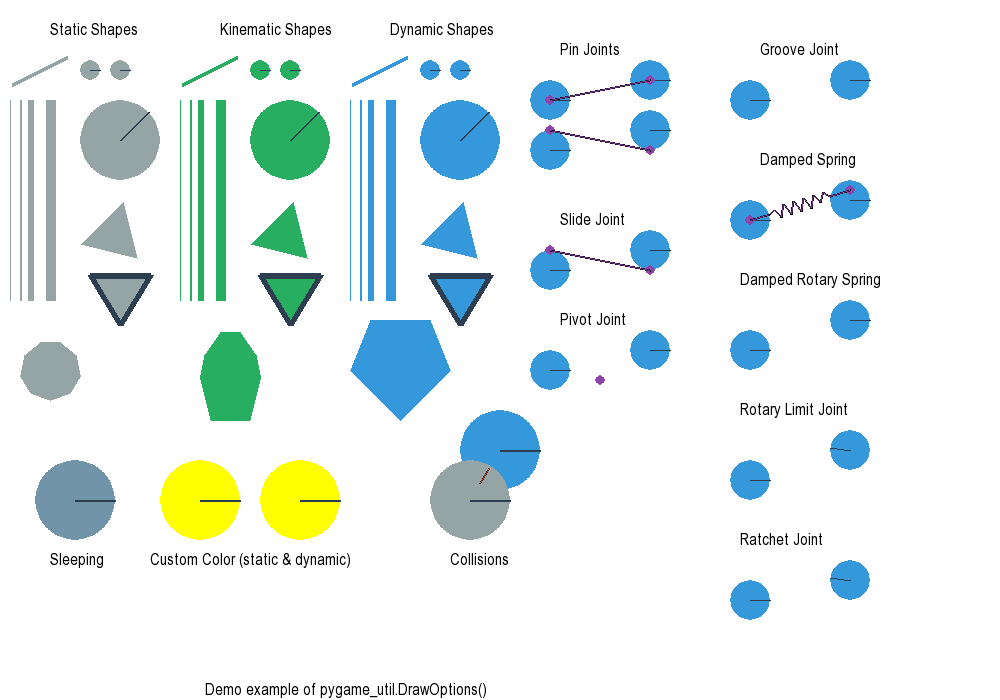 Static Shapes
Kinematic Shapes
Dynamic Shapes
Pin Joints
Groove Joint
Damped Spring
Slide Joint
Damped Rotary Spring
Pivot Joint
Rotary Limit Joint
Ratchet Joint
Sleeping
Custom Color (static & dynamic)
Collisions
Demo example of pygame_util.DrawOptions()